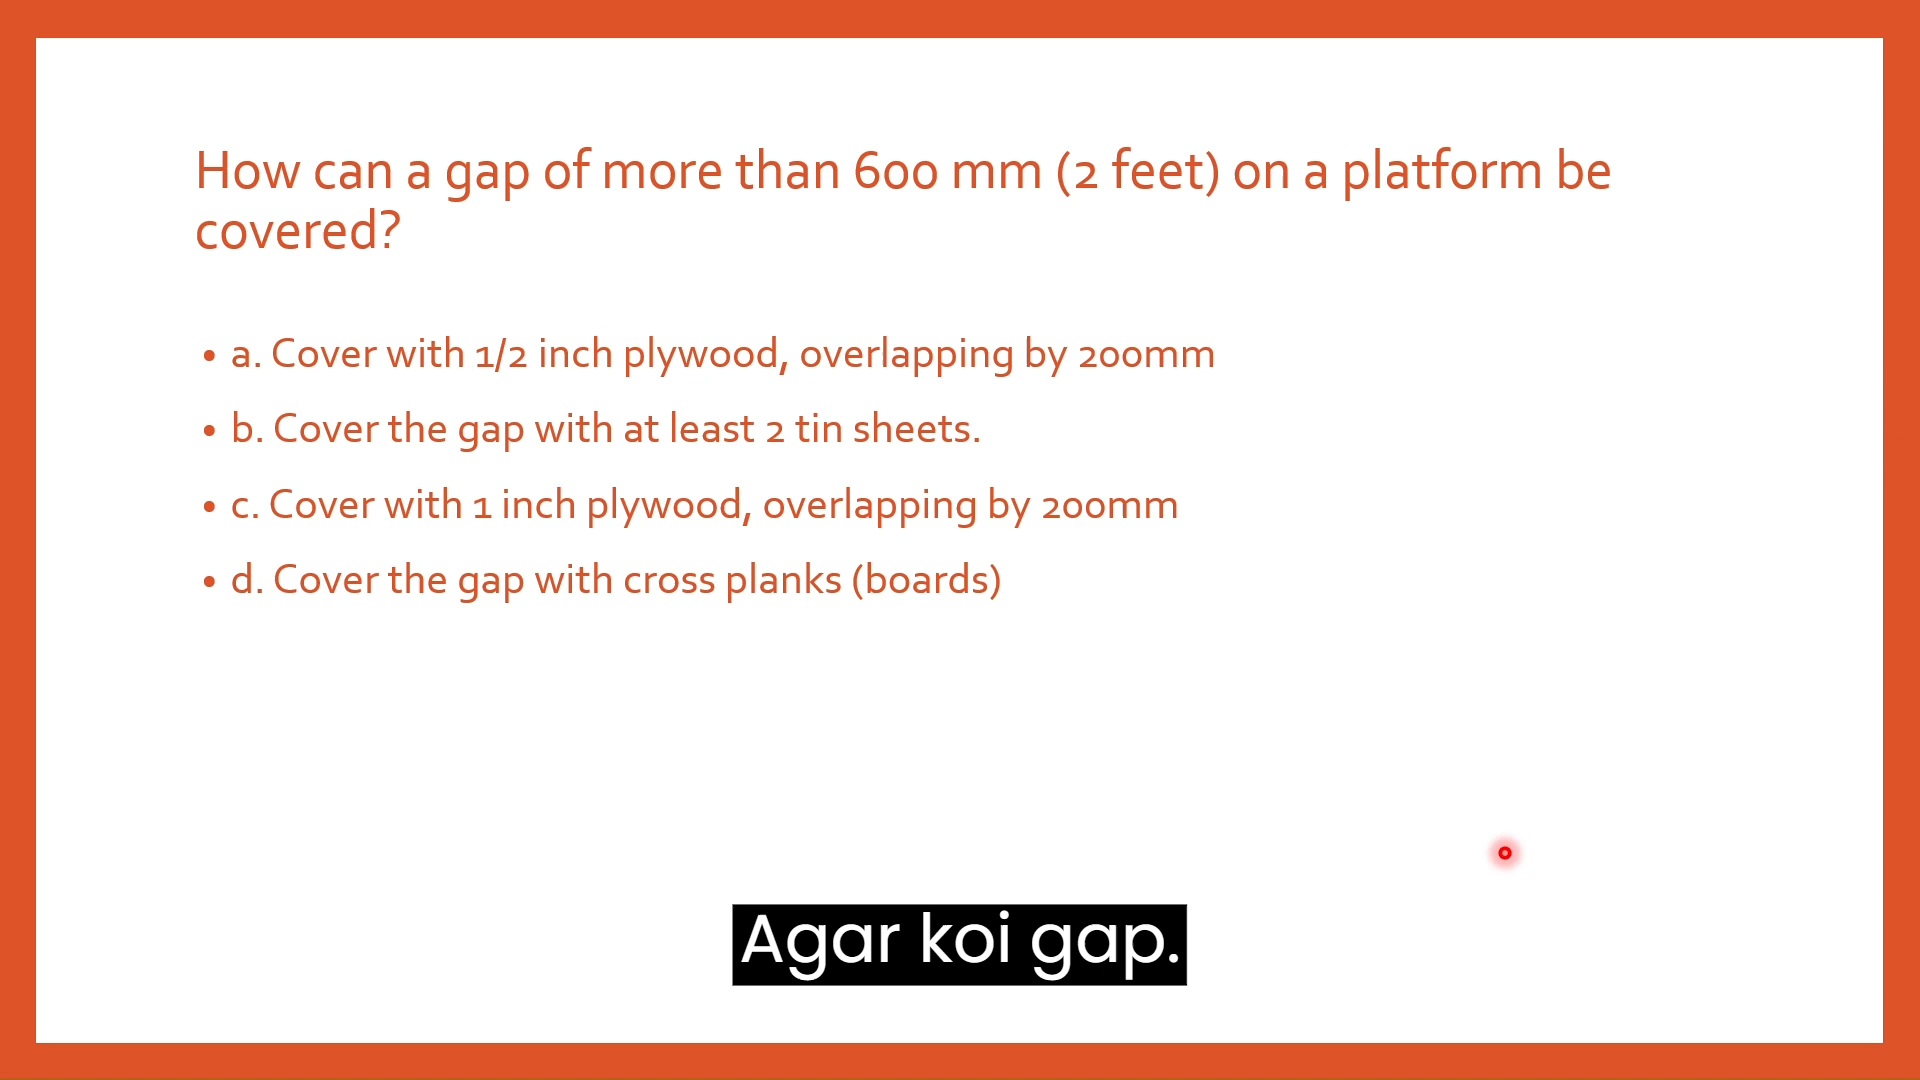 How can a gap of more than 600 mm (2 feet) on a platform be
covered?
• a. Cover with 1/2 inch plywood, overlapping by 200mm
• b. Cover the gap with at least 2 tin sheets.
• c. Cover with 1 inch plywood, overlapping by 200mm
• d. Cover the gap with cross planks (boards)
Agar koi gap.